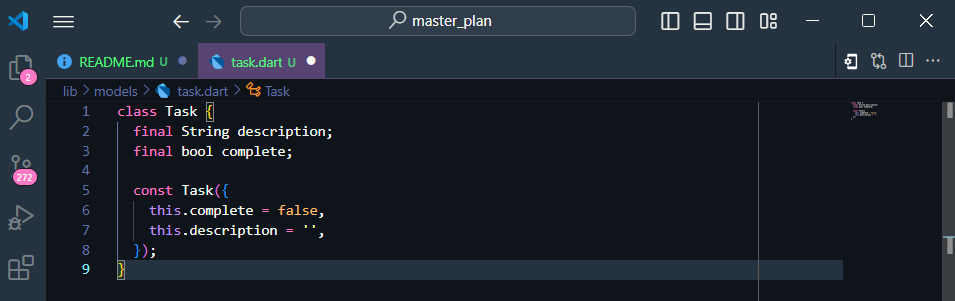 master_plan
README.md U
task.dart U
lib > models > task.dart > Task
2
272
1 class Task {
2 final String description;
3 final bool complete;
4
5 const Task({
6 this.complete = false,
7 this.description = '',
8 });
9 }